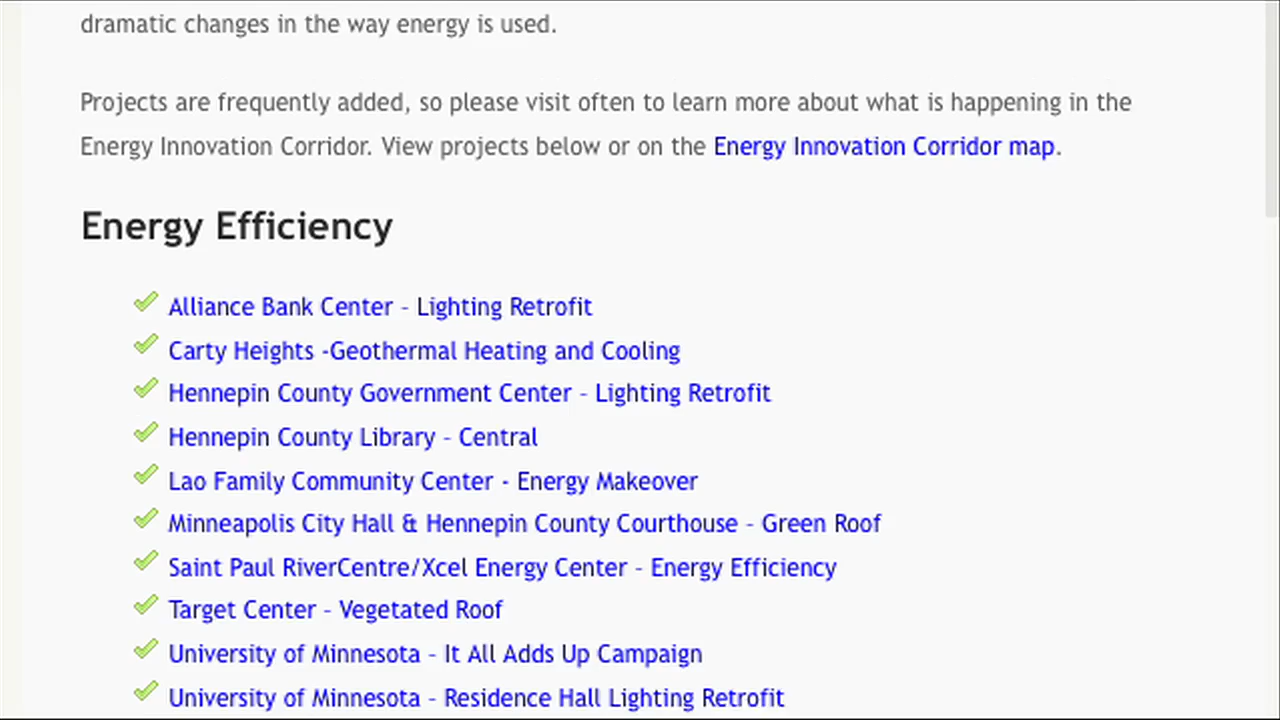 dramatic changes in the way energy is used.
Projects are frequently added, so please visit often to learn more about what is happening in the
Energy Innovation Corridor. View projects below or on the Energy Innovation Corridor map.
Energy Efficiency
Alliance Bank Center – Lighting Retrofit
Carty Heights -Geothermal Heating and Cooling
Hennepin County Government Center – Lighting Retrofit
Hennepin County Library – Central
Lao Family Community Center - Energy Makeover
Minneapolis City Hall & Hennepin County Courthouse – Green Roof
Saint Paul RiverCentre/Xcel Energy Center – Energy Efficiency
Target Center – Vegetated Roof
University of Minnesota – It All Adds Up Campaign
University of Minnesota – Residence Hall Lighting Retrofit